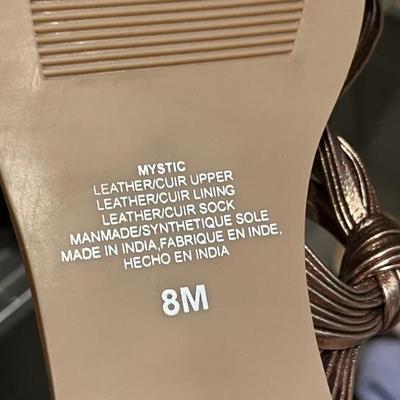 MYSTIC
LEATHER/CUIR UPPER
LEATHER/CUIR LINING
LEATHER/CUIR SOCK
MANMADE/SYNTHETIQUE SOLE
MADE IN INDIA,FABRIQUE EN INDE,
HECHO EN INDIA
8M